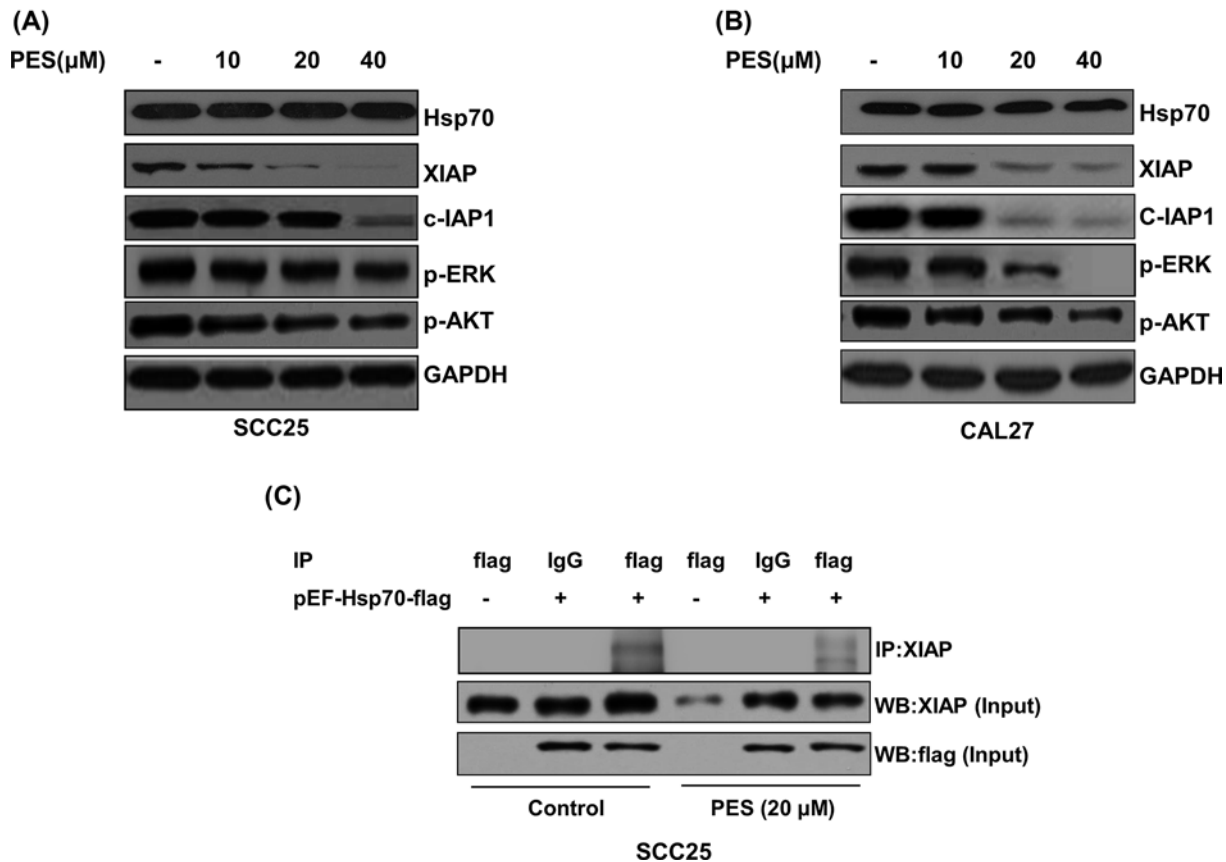 (A)
PES(µM) - 10 20 40
Hsp70
XIAP
c-IAP1
p-ERK
p-AKT
GAPDH
SCC25
(B)
PES(µM) - 10 20 40
Hsp70
XIAP
C-IAP1
p-ERK
p-AKT
GAPDH
CAL27
(C)
IP flag IgG flag flag IgG flag
pEF-Hsp70-flag - + + - + +
IP:XIAP
WB:XIAP (Input)
WB:flag (Input)
Control PES (20 µM)
SCC25